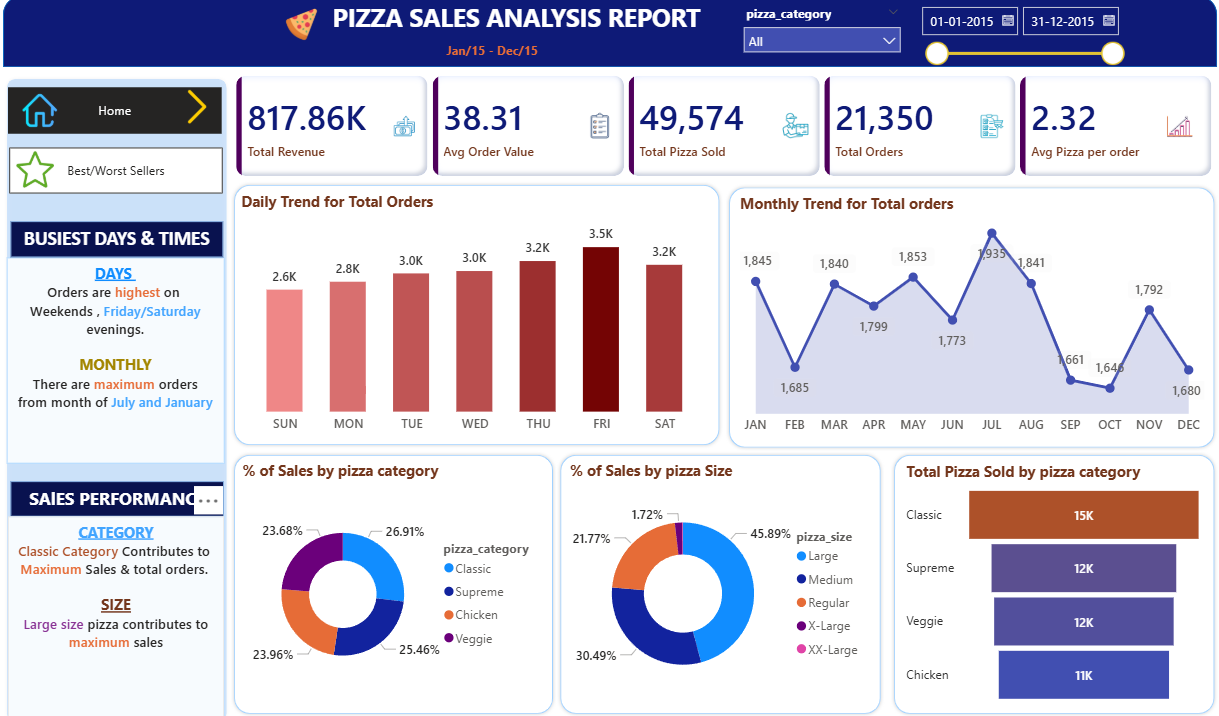 PIZZA SALES ANALYSIS REPORT
Jan/15 - Dec/15
pizza_category
All
01-01-2015
31-12-2015
Home
Best/Worst Sellers
BUSIEST DAYS & TIMES
DAYS
Orders are highest on
Weekends , Friday/Saturday
evenings.
MONTHLY
There are maximum orders
from month of July and January
SAlES PERFORMANC
CATEGORY
Classic Category Contributes to
Maximum Sales & total orders.
SIZE
Large size pizza contributes to
maximum sales
817.86K
Total Revenue
38.31
Avg Order Value
49,574
Total Pizza Sold
21,350
Total Orders
2.32
Avg Pizza per order
Daily Trend for Total Orders
2.6K
2.8K
3.0K
3.0K
3.2K
3.5K
3.2K
SUN MON TUE WED THU FRI SAT
Monthly Trend for Total orders
1,845
1,685
1,840
1,799
1,853
1,773
1,935
1,841
1,661
1,646
1,792
1,680
JAN FEB MAR APR MAY JUN JUL AUG SEP OCT NOV DEC
% of Sales by pizza category
23.68%
26.91%
23.96%
25.46%
pizza_category
Classic
Supreme
Chicken
Veggie
% of Sales by pizza Size
1.72%
21.77%
45.89%
30.49%
pizza_size
Large
Medium
Regular
X-Large
XX-Large
Total Pizza Sold by pizza category
Classic 15K
Supreme 12K
Veggie 12K
Chicken 11K